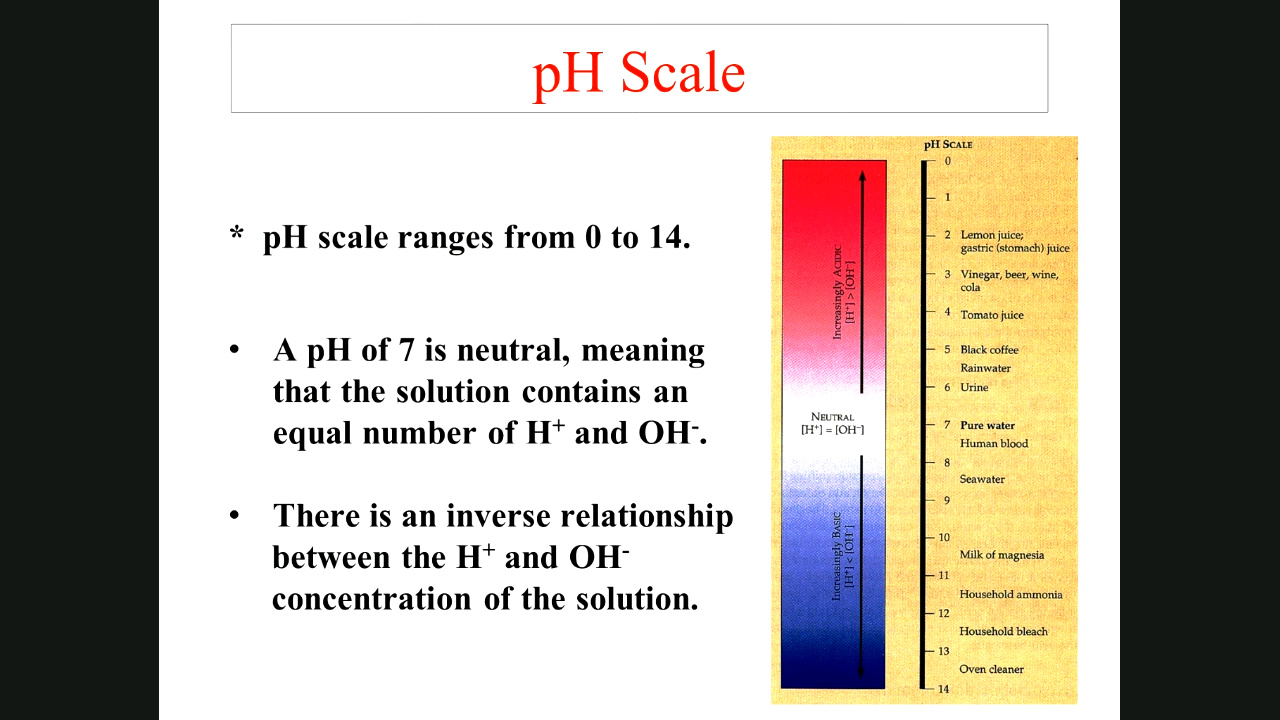 pH Scale
* pH scale ranges from 0 to 14.
• A pH of 7 is neutral, meaning
that the solution contains an
equal number of H⁺ and OH⁻.
• There is an inverse relationship
between the H⁺ and OH⁻
concentration of the solution.
pH SCALE
0
1
2 Lemon juice;
gastric (stomach) juice
3 Vinegar, beer, wine,
cola
4 Tomato juice
5 Black coffee
Rainwater
6 Urine
7 Pure water
Human blood
8
Seawater
9
10
Milk of magnesia
11
Household ammonia
12
Household bleach
13
Oven cleaner
14
Increasingly ACIDIC
[H⁺] > [OH⁻]
NEUTRAL
[H⁺] = [OH⁻]
Increasingly BASIC
[H⁺] < [OH⁻]